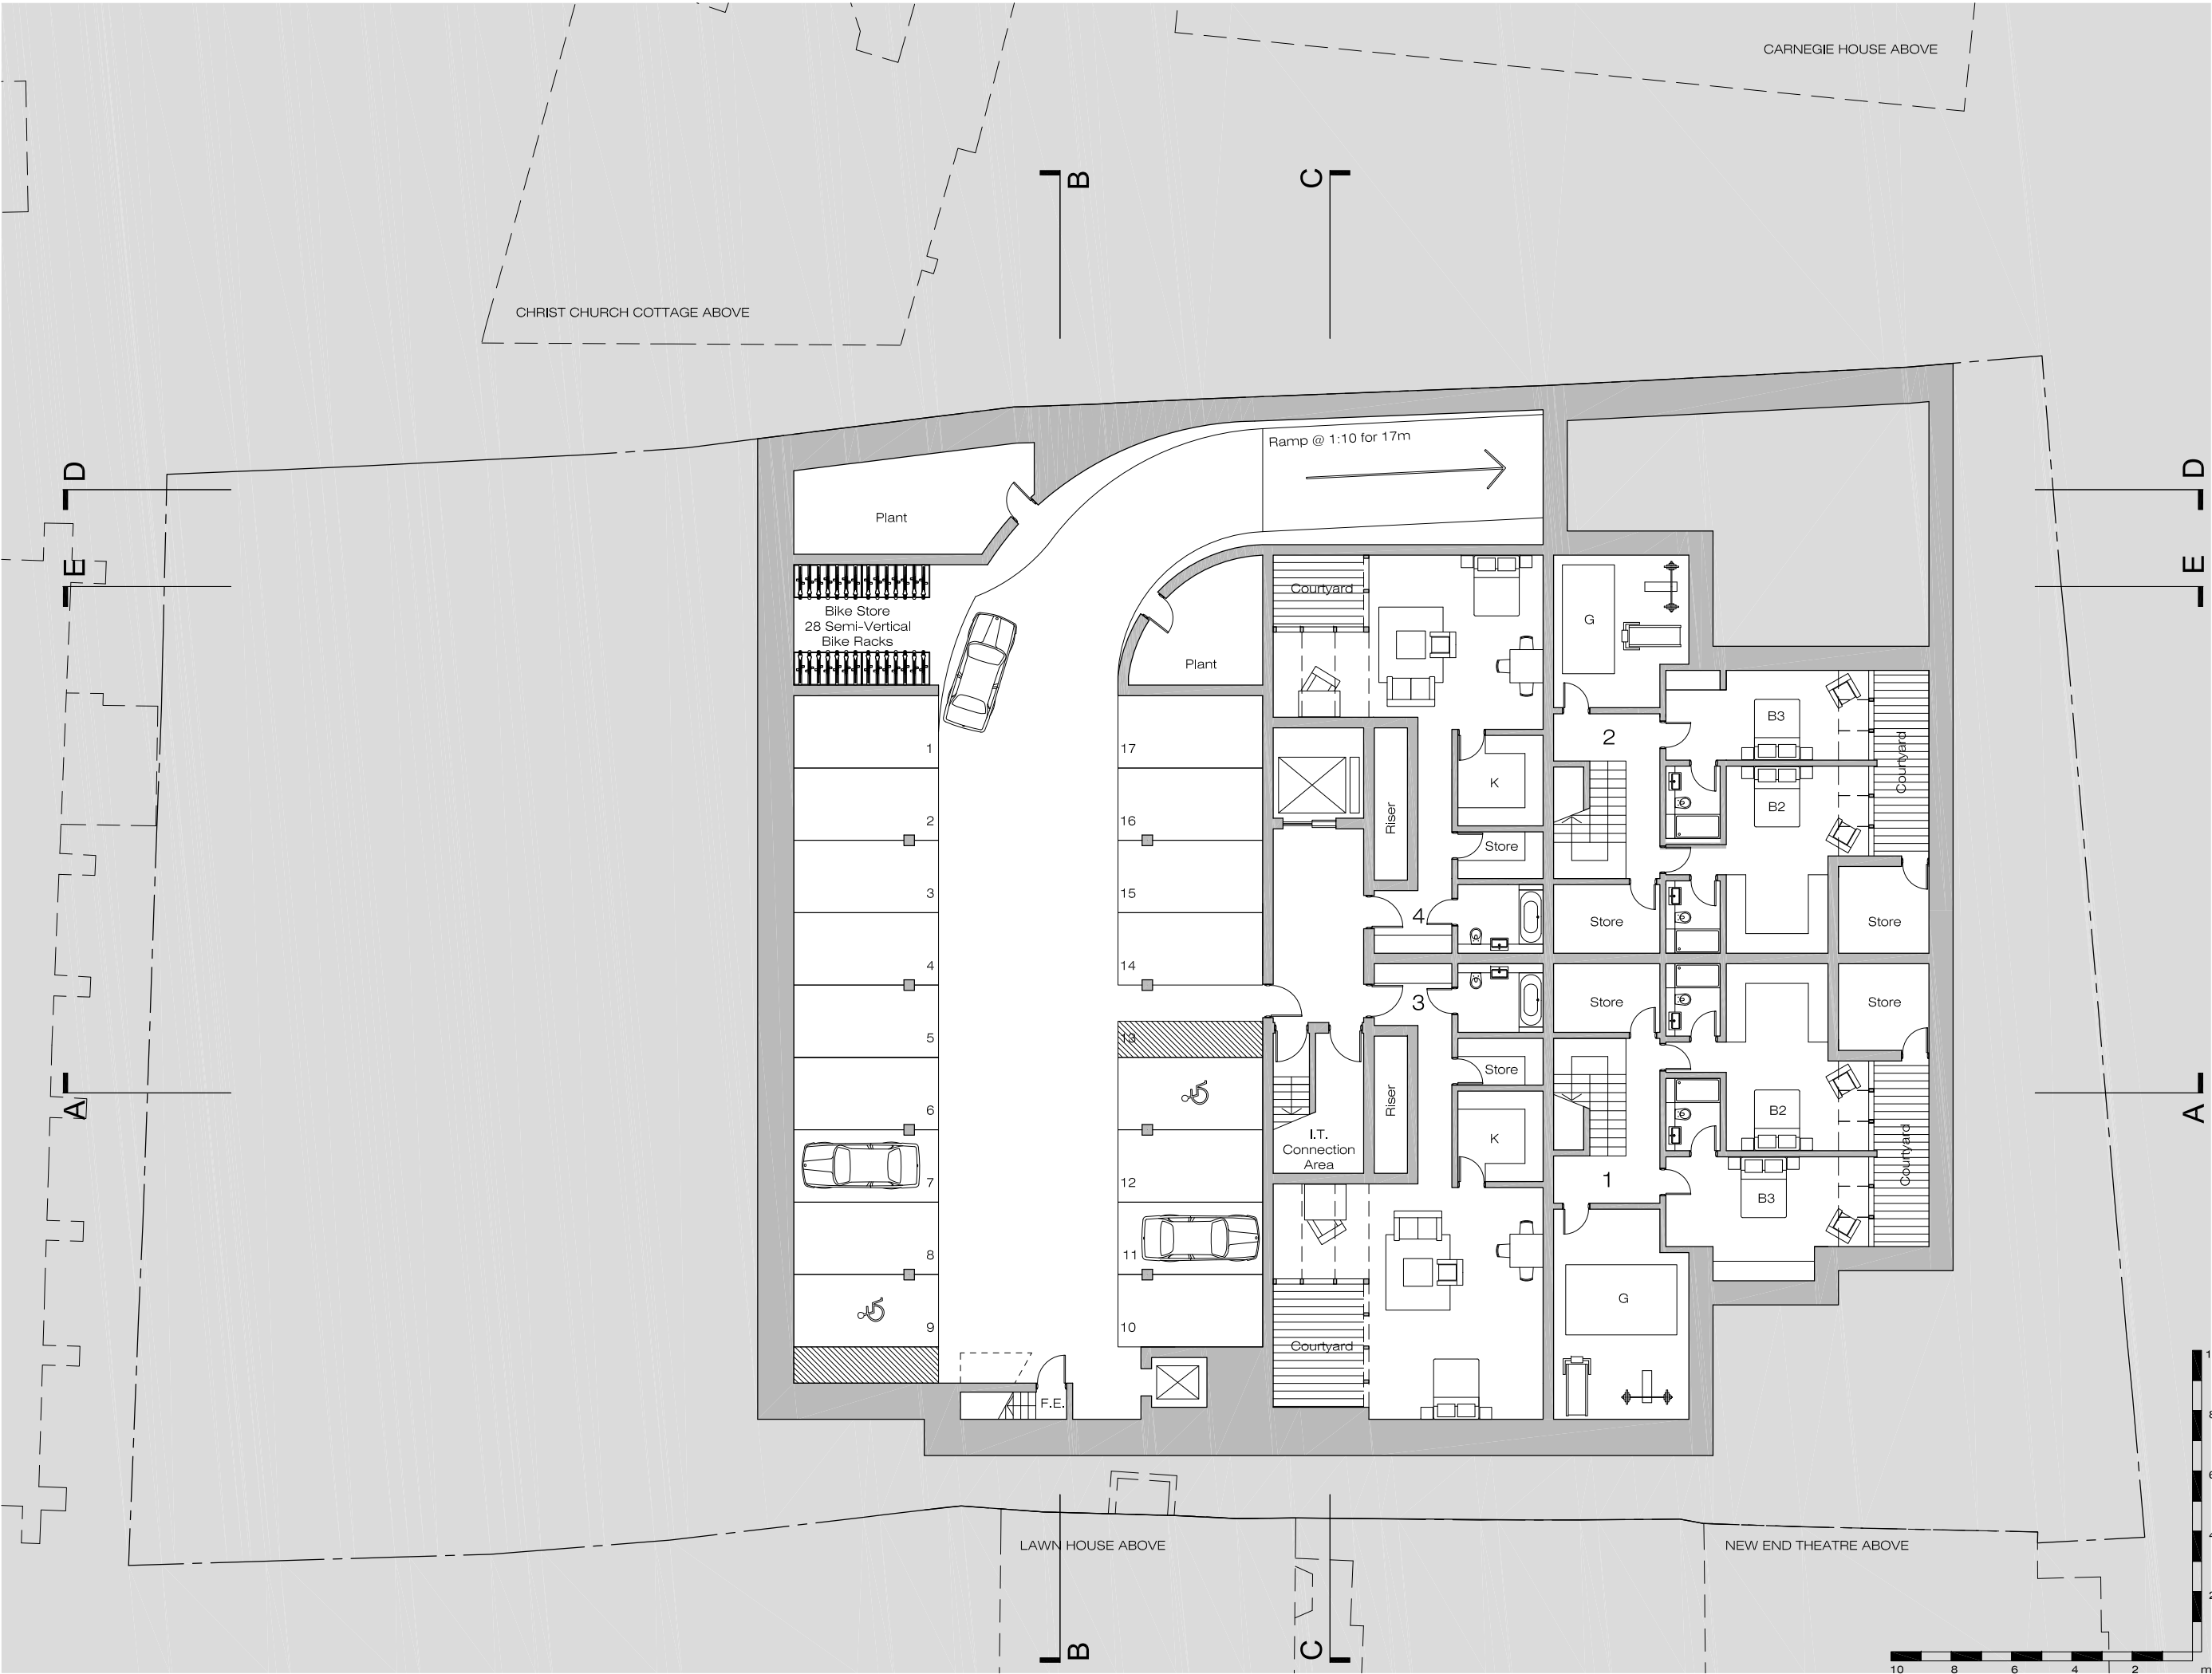 CARNEGIE HOUSE ABOVE
B
C
CHRIST CHURCH COTTAGE ABOVE
Ramp @ 1:10 for 17m
D
D
Plant
E
E
Bike Store
28 Semi-Vertical
Bike Racks
Courtyard
G
Plant
1
17
2
B3
Courtyard
K
B2
2
16
Riser
Store
3
15
4
Store
Store
4
14
3
Store
Store
5
13
Store
A
A
6
Riser
I.T.
Connection
Area
K
B2
Courtyard
7
12
1
B3
8
11
G
9
10
Courtyard
F.E.
LAWN HOUSE ABOVE
NEW END THEATRE ABOVE
B
C
10
8
6
4
2
m